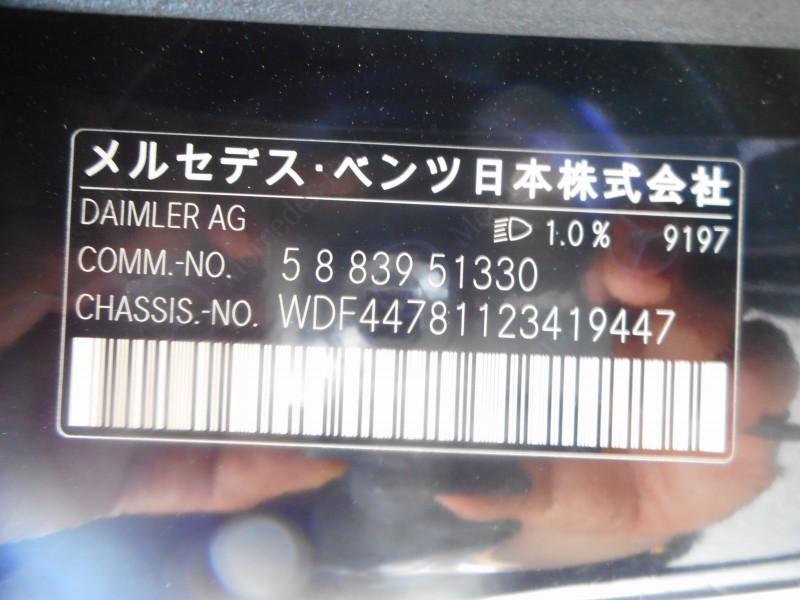 メルセデス・ベンツ日本株式会社
DAIMLER AG 1.0% 9197
COMM.-NO. 5 8 839 51330
CHASSIS.-NO. WDF44781123419447